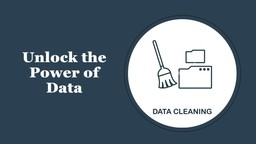 Unlock the
Power of
Data
DATA CLEANING